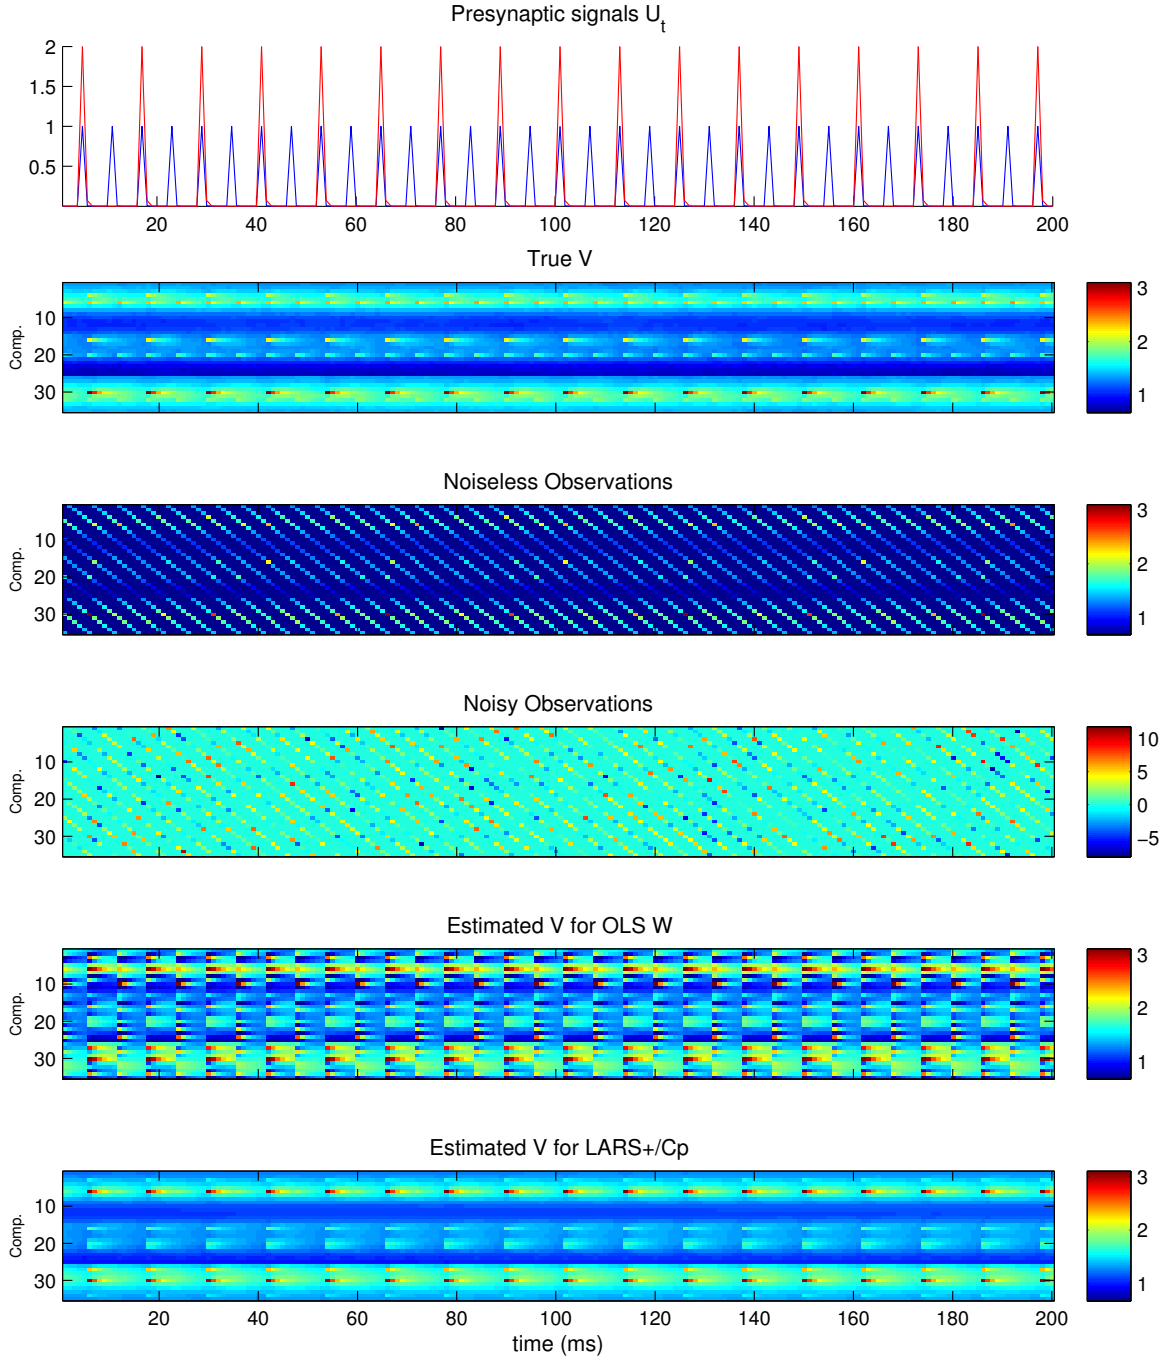 Presynaptic signals U_t
2
1.5
1
0.5
20 40 60 80 100 120 140 160 180 200
True V
Comp.
10
20
30
3
2
1
Noiseless Observations
Comp.
10
20
30
3
2
1
Noisy Observations
Comp.
10
20
30
10
5
0
−5
Estimated V for OLS W
Comp.
10
20
30
3
2
1
Estimated V for LARS+/Cp
Comp.
10
20
30
3
2
1
20 40 60 80 100 120 140 160 180 200
time (ms)